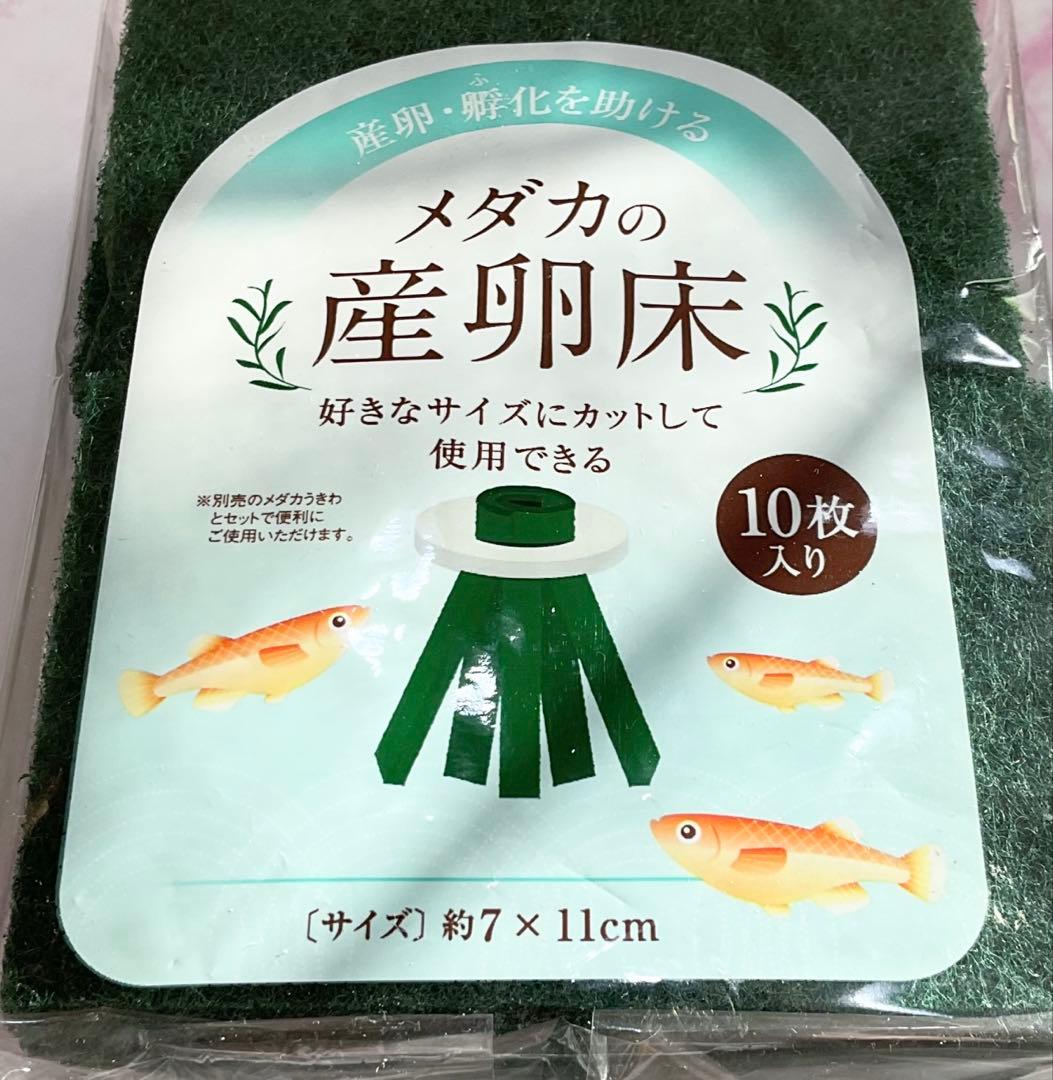 産卵・孵化を助ける
ふ
メダカの
産卵床
好きなサイズにカットして
使用できる
※別売のメダカうきわ
とセットで便利に
ご使用いただけます。
10枚
入り
〔サイズ〕約7×11cm